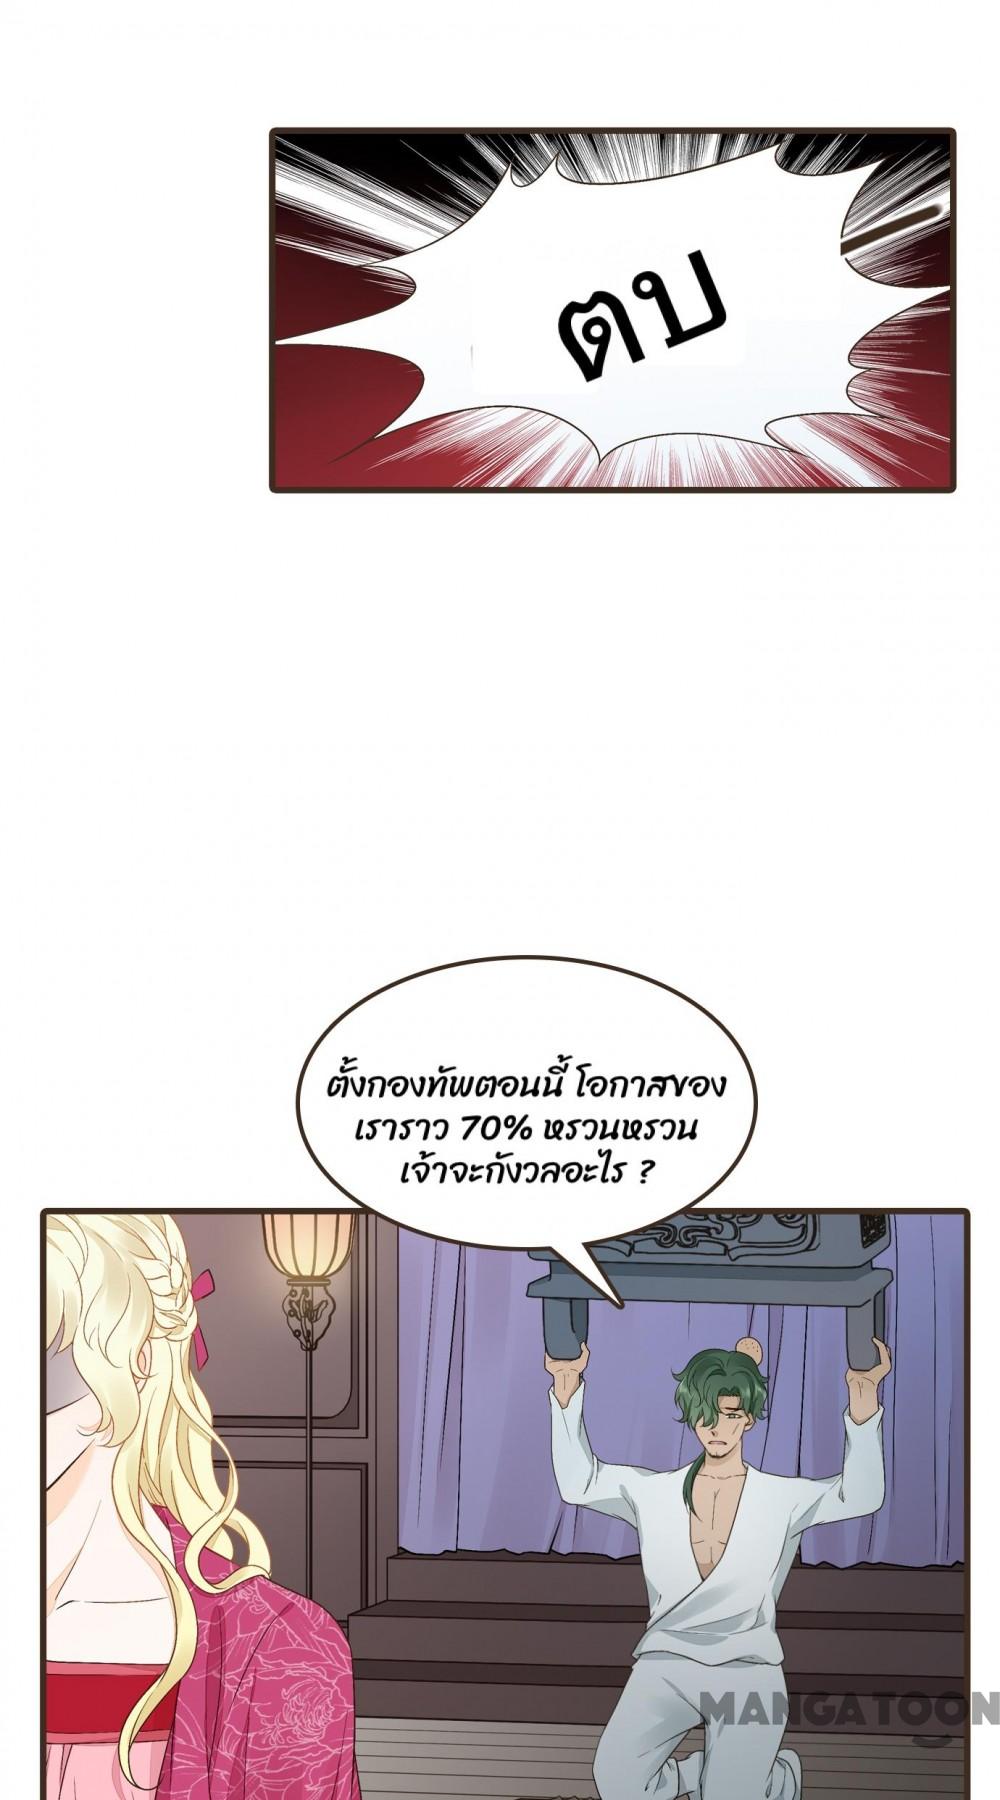 ตบ
ตั้งกองทัพตอนนี้ โอกาสของ
เราราว 70% หรวนหรวน
เจ้าจะกังวลอะไร ?
MANGATOON